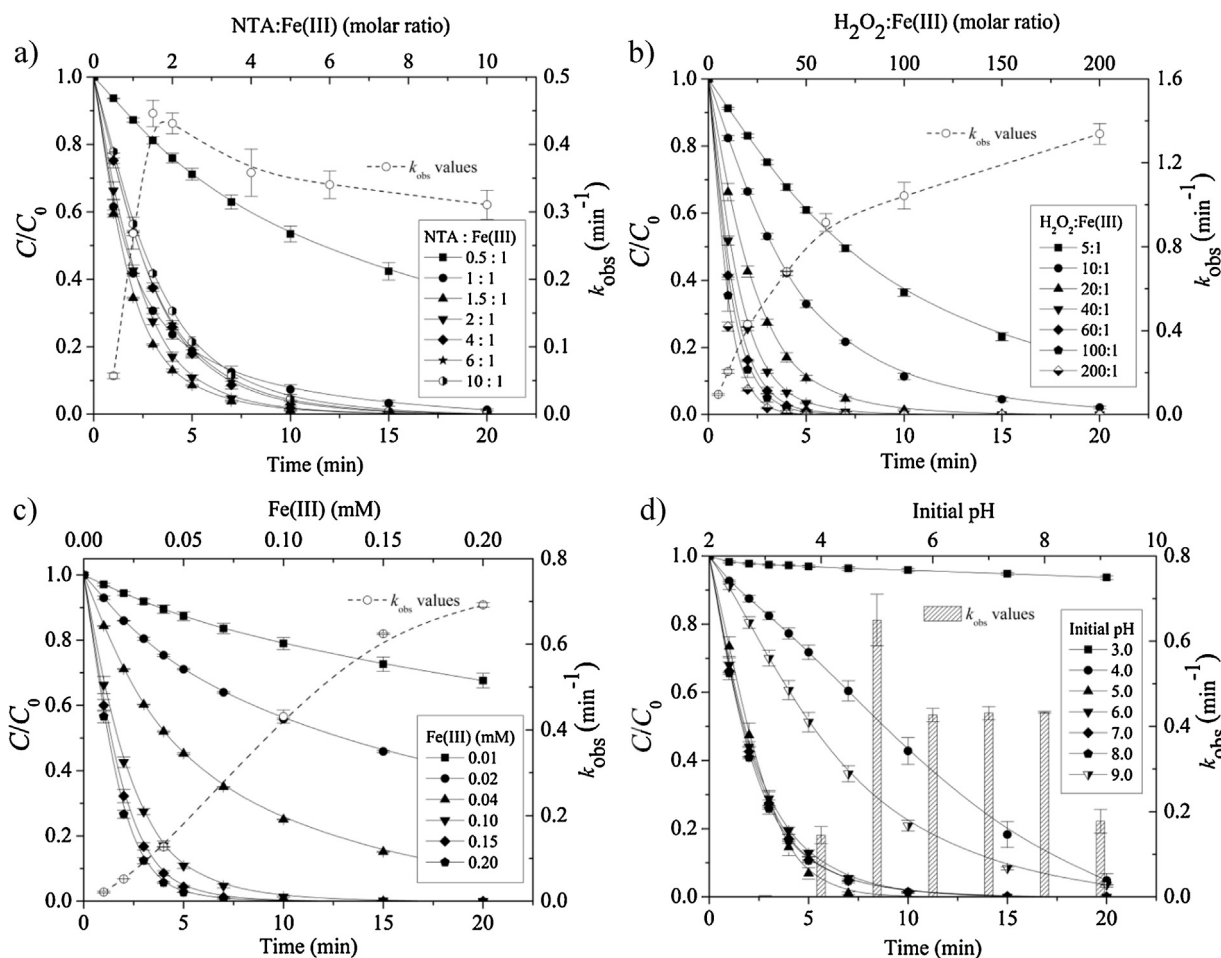 a)
NTA:Fe(III) (molar ratio)
0 2 4 6 8 10
1.0 0.8 0.6 0.4 0.2 0.0
C/C0
0.5 0.4 0.3 0.2 0.1 0.0
kobs (min−1)
kobs values
NTA : Fe(III)
0.5 : 1
1 : 1
1.5 : 1
2 : 1
4 : 1
6 : 1
10 : 1
0 5 10 15 20
Time (min)
b)
H2O2:Fe(III) (molar ratio)
0 50 100 150 200
1.0 0.8 0.6 0.4 0.2 0.0
C/C0
1.6 1.2 0.8 0.4 0.0
kobs (min−1)
kobs values
H2O2:Fe(III)
5:1
10:1
20:1
40:1
60:1
100:1
200:1
0 5 10 15 20
Time (min)
c)
Fe(III) (mM)
0.00 0.05 0.10 0.15 0.20
1.0 0.8 0.6 0.4 0.2 0.0
C/C0
0.8 0.6 0.4 0.2 0.0
kobs (min−1)
kobs values
Fe(III) (mM)
0.01
0.02
0.04
0.10
0.15
0.20
0 5 10 15 20
Time (min)
d)
Initial pH
2 4 6 8 10
1.0 0.8 0.6 0.4 0.2 0.0
C/C0
0.8 0.6 0.4 0.2 0.0
kobs (min−1)
kobs values
Initial pH
3.0
4.0
5.0
6.0
7.0
8.0
9.0
0 5 10 15 20
Time (min)